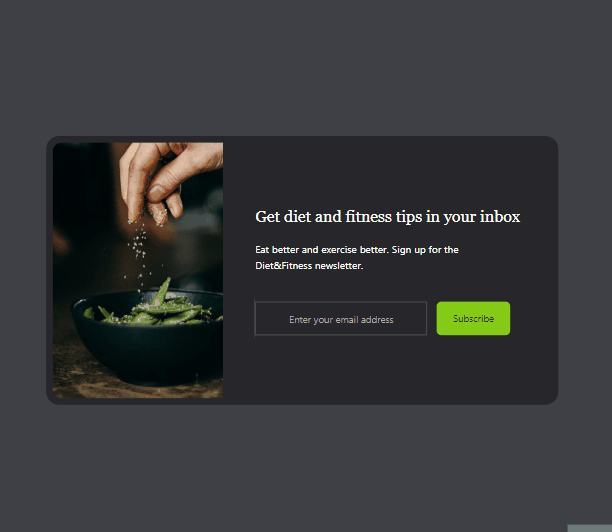 Get diet and fitness tips in your inbox
Eat better and exercise better. Sign up for the
Diet&Fitness newsletter.
Enter your email address
Subscribe